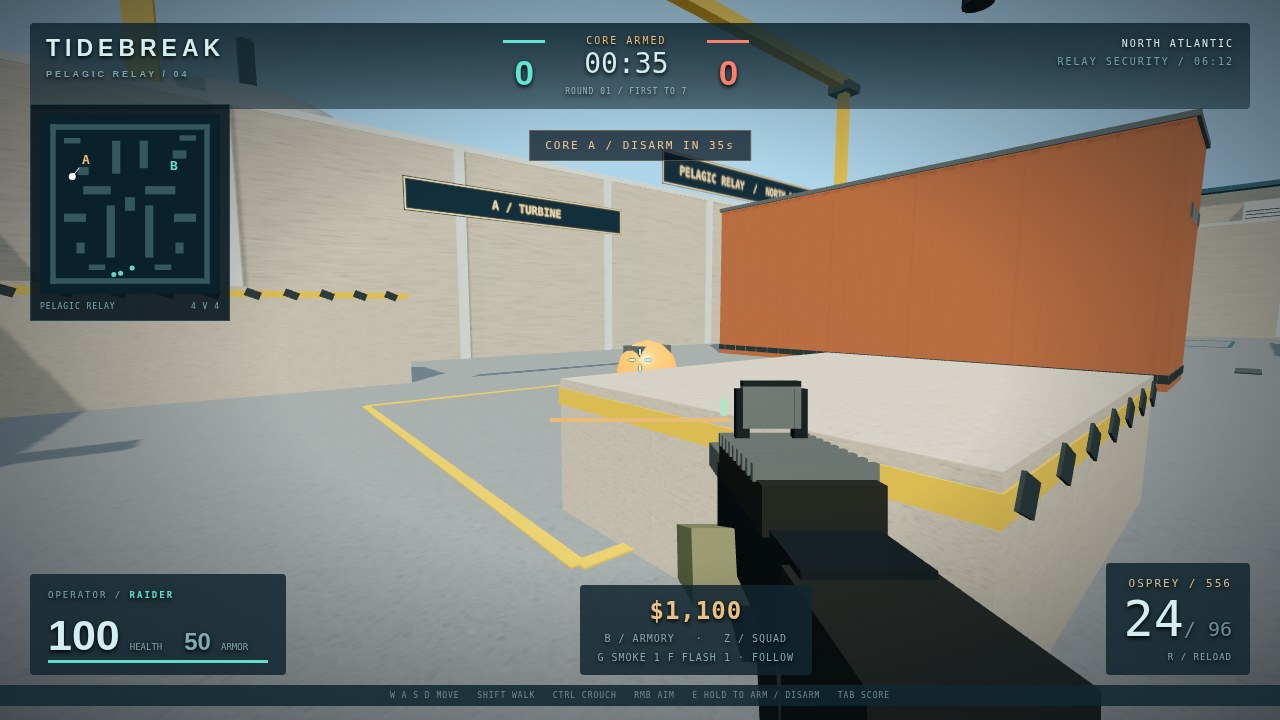 TIDEBREAK
PELAGIC RELAY / 04
CORE ARMED
0
00:35
0
ROUND 01 / FIRST TO 7
NORTH ATLANTIC
RELAY SECURITY / 06:12
CORE A / DISARM IN 35s
A
B
PELAGIC RELAY
4 V 4
A / TURBINE
PELAGIC RELAY / NORTH
OPERATOR / RAIDER
100 HEALTH 50 ARMOR
$1,100
B / ARMORY · Z / SQUAD
G SMOKE 1 F FLASH 1 · FOLLOW
OSPREY / 556
24 / 96
R / RELOAD
W A S D MOVE SHIFT WALK CTRL CROUCH RMB AIM E HOLD TO ARM / DISARM TAB SCORE